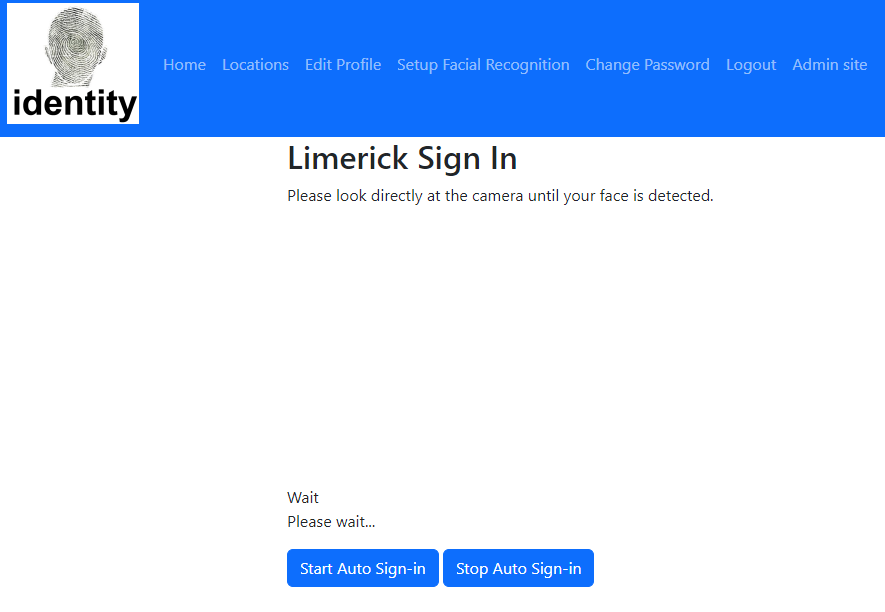 identity
Home Locations Edit Profile Setup Facial Recognition Change Password Logout Admin site
Limerick Sign In
Please look directly at the camera until your face is detected.
Wait
Please wait...
Start Auto Sign-in Stop Auto Sign-in